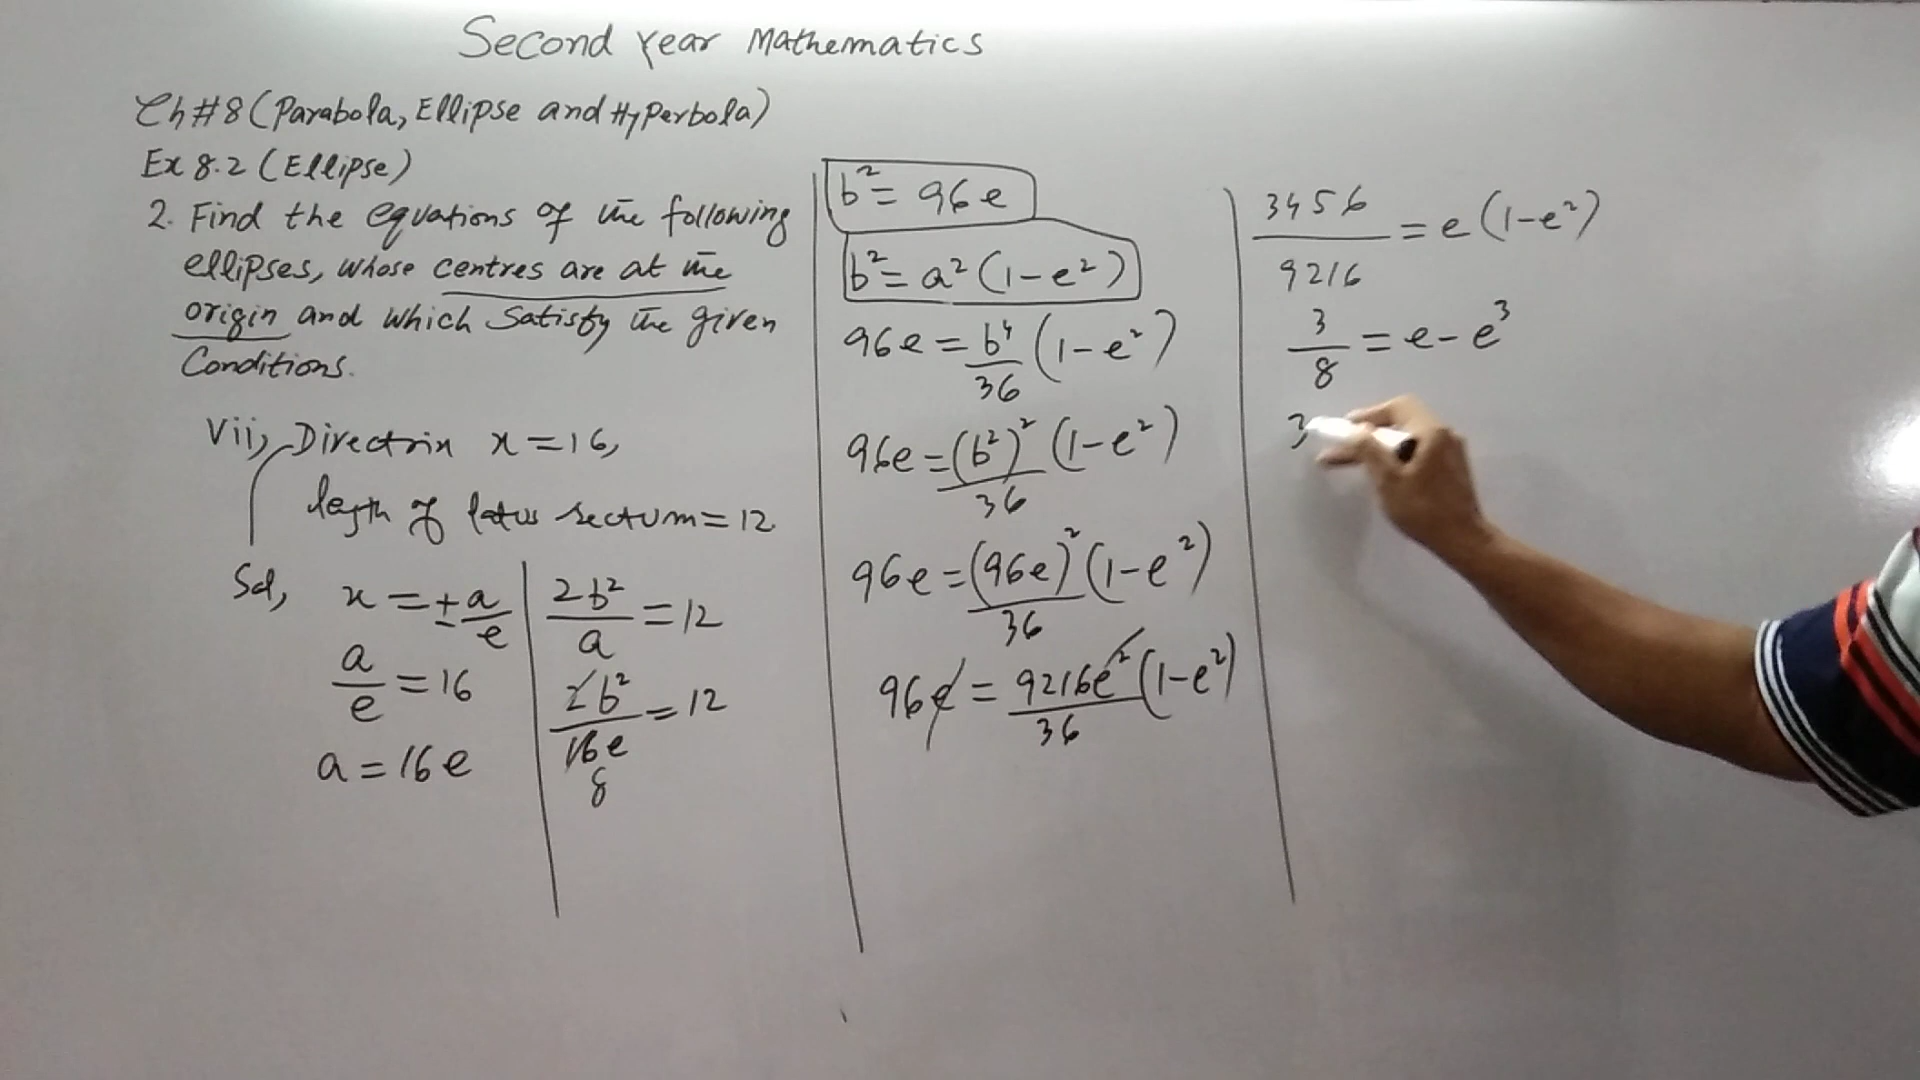 Second Year Mathematics
Ch#8 (Parabola, Ellipse and Hyperbola)
Ex 8.2 (Ellipse)
2. Find the equations of the following
ellipses, whose centres are at the
origin and which satisfy the given
Conditions.
Vii, Directrix x = 16,
length of latus rectum = 12
Sol,
x = ± a/e
a/e = 16
a = 16e
2b²/a = 12
2b²/16e = 12
8
b² = 96e
b² = a²(1-e²)
96e = b⁴/36 (1-e²)
96e = (b²)²/36 (1-e²)
96e = (96e)²/36 (1-e²)
96e = 9216e²/36 (1-e²)
3456/9216 = e(1-e²)
3/8 = e - e³
3